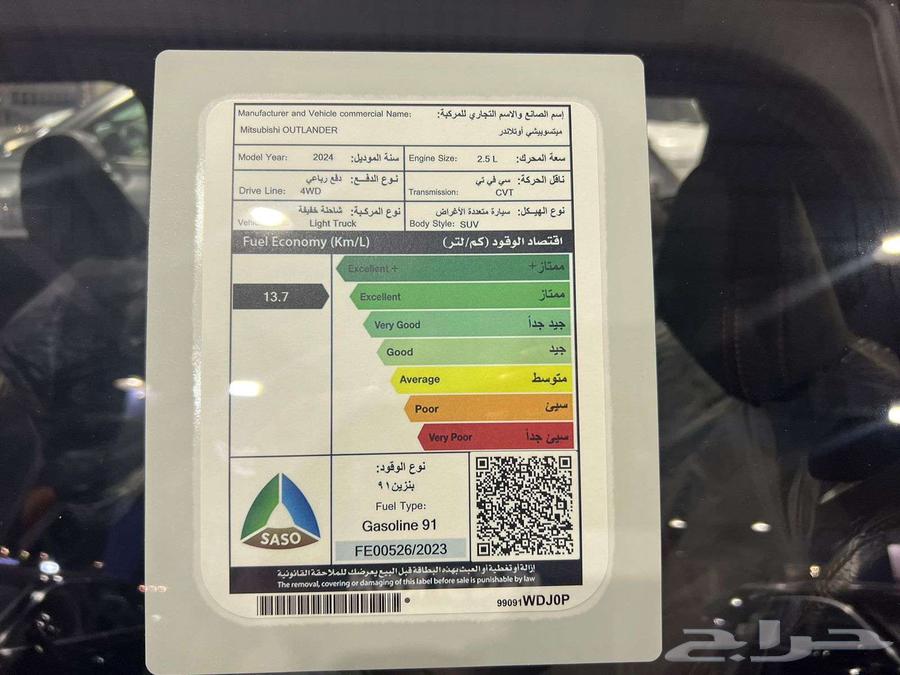 Manufacturer and Vehicle commercial Name: إسم الصانع والاسم التجاري للمركبة:
Mitsubishi OUTLANDER ميتسوبيشي أوتلاندر
Model Year: 2024 سنة الموديل: Engine Size: 2.5 L سعة المحرك:
نوع الدفع: دفع رباعي
Drive Line: 4WD
ناقل الحركة: سي في تي
Transmission: CVT
نوع المركبة: شاحنة خفيفة
Light Truck
نوع الهيكل: سيارة متعددة الأغراض
Body Style: SUV
Fuel Economy (Km/L) اقتصاد الوقود (كم/لتر)
Excellent + ممتاز+
13.7
Excellent ممتاز
Very Good جيد جداً
Good جيد
Average متوسط
Poor سيئ
Very Poor سيئ جداً
SASO
نوع الوقود:
بنزين٩١
Fuel Type:
Gasoline 91
FE00526/2023
إزالة أو تغطية أو العبث بهذه البطاقة قبل البيع يعرضك للملاحقة القانونية
The removal, covering or damaging of this label before sale is punishable by law
99091WDJ0P
حراج